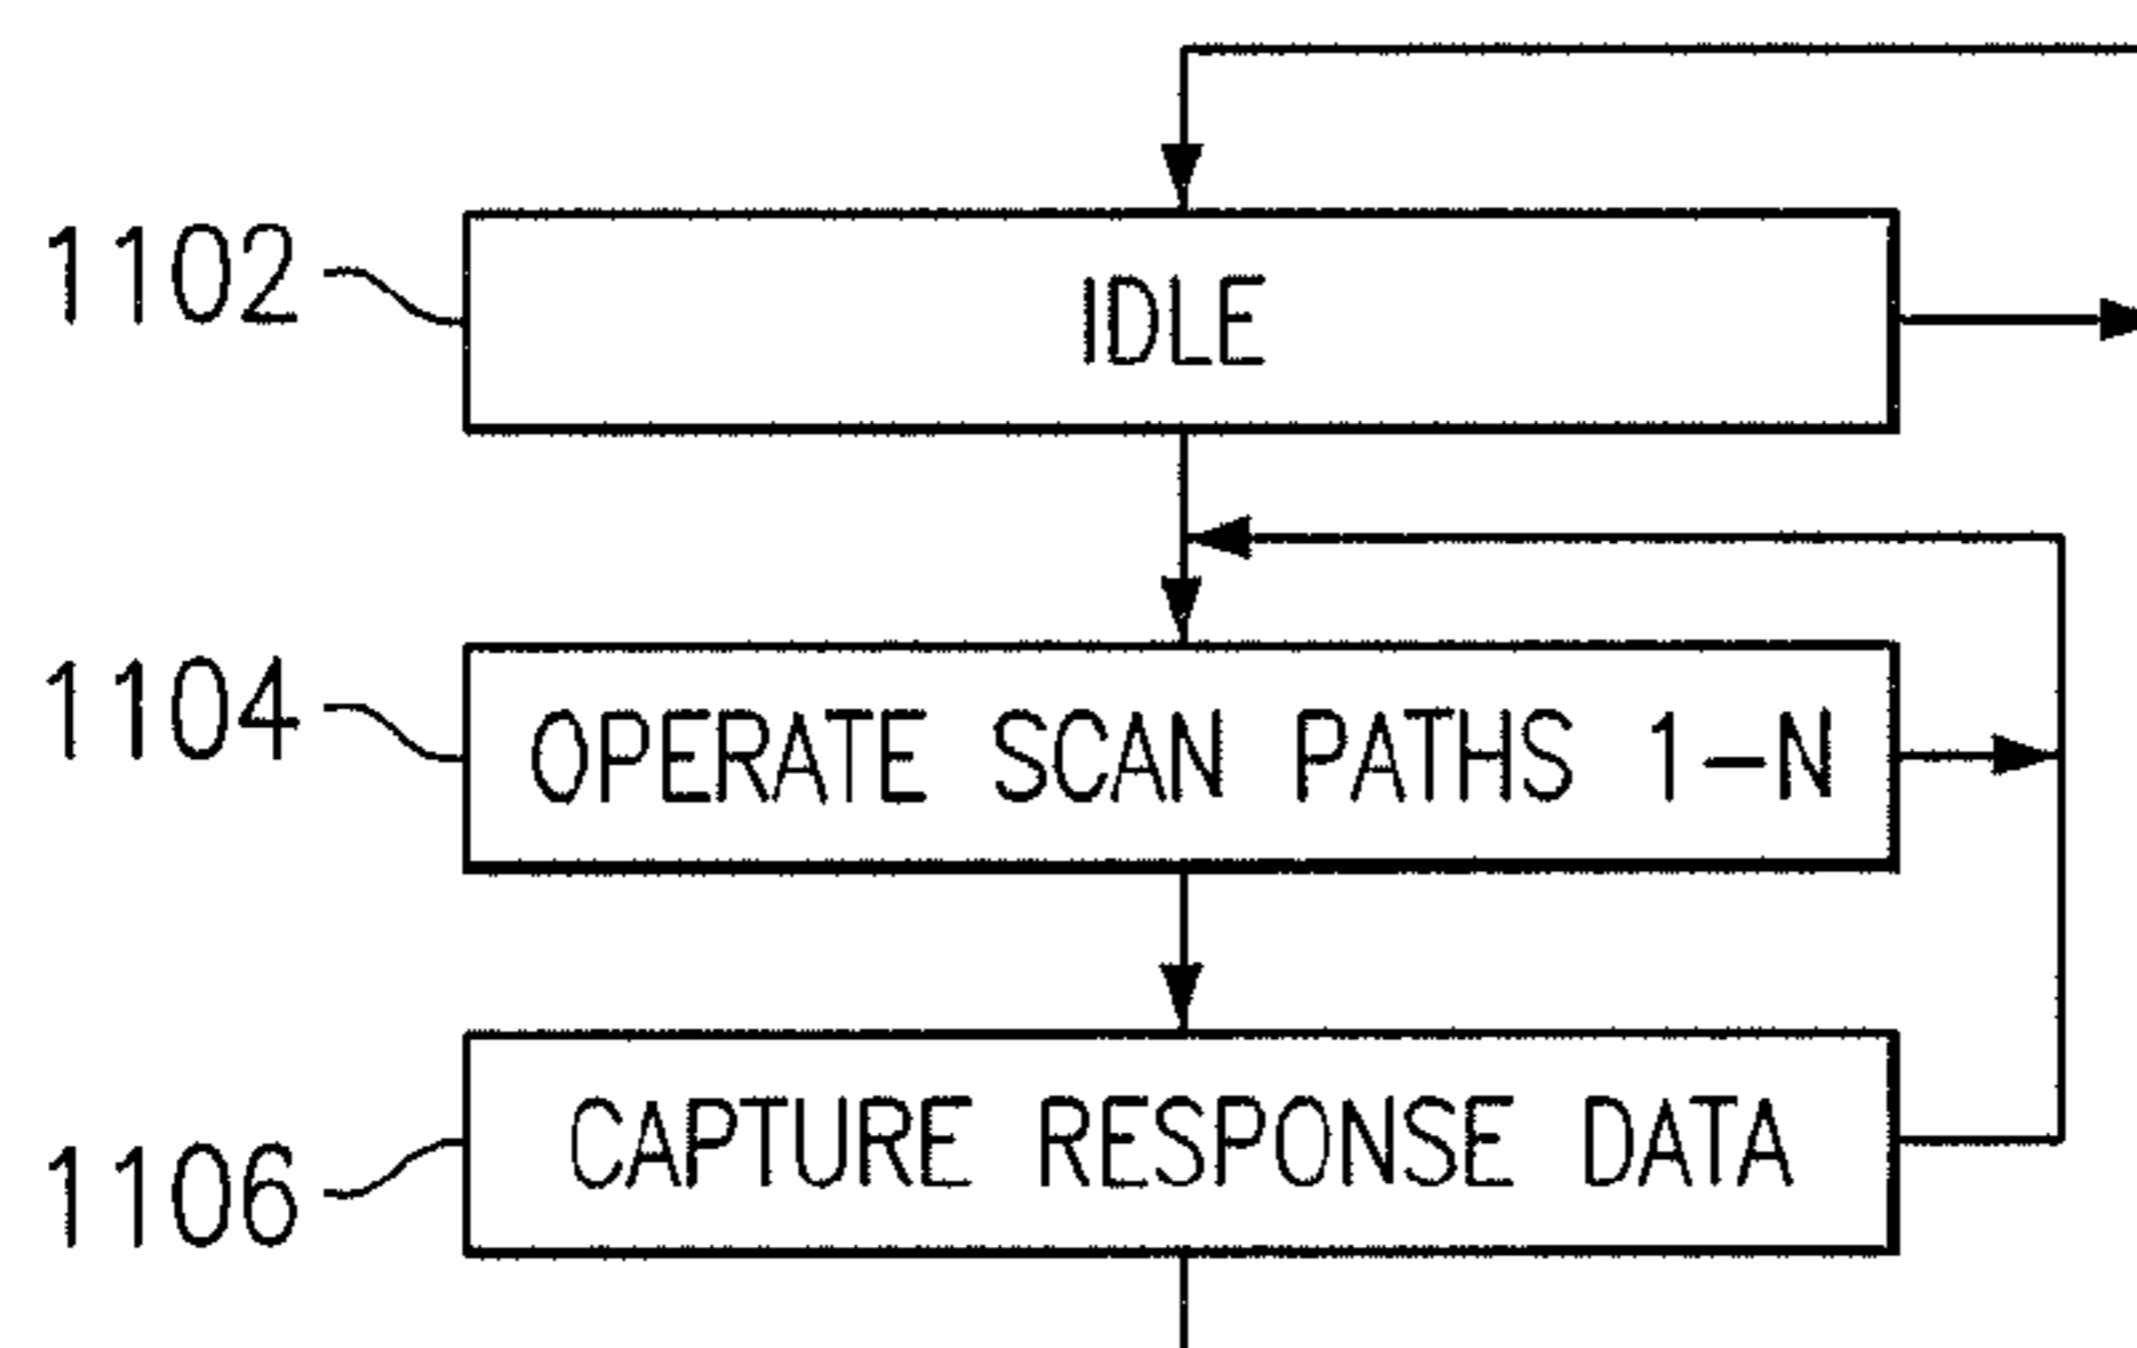 1102
IDLE
1104
OPERATE SCAN PATHS 1-N
1106
CAPTURE RESPONSE DATA